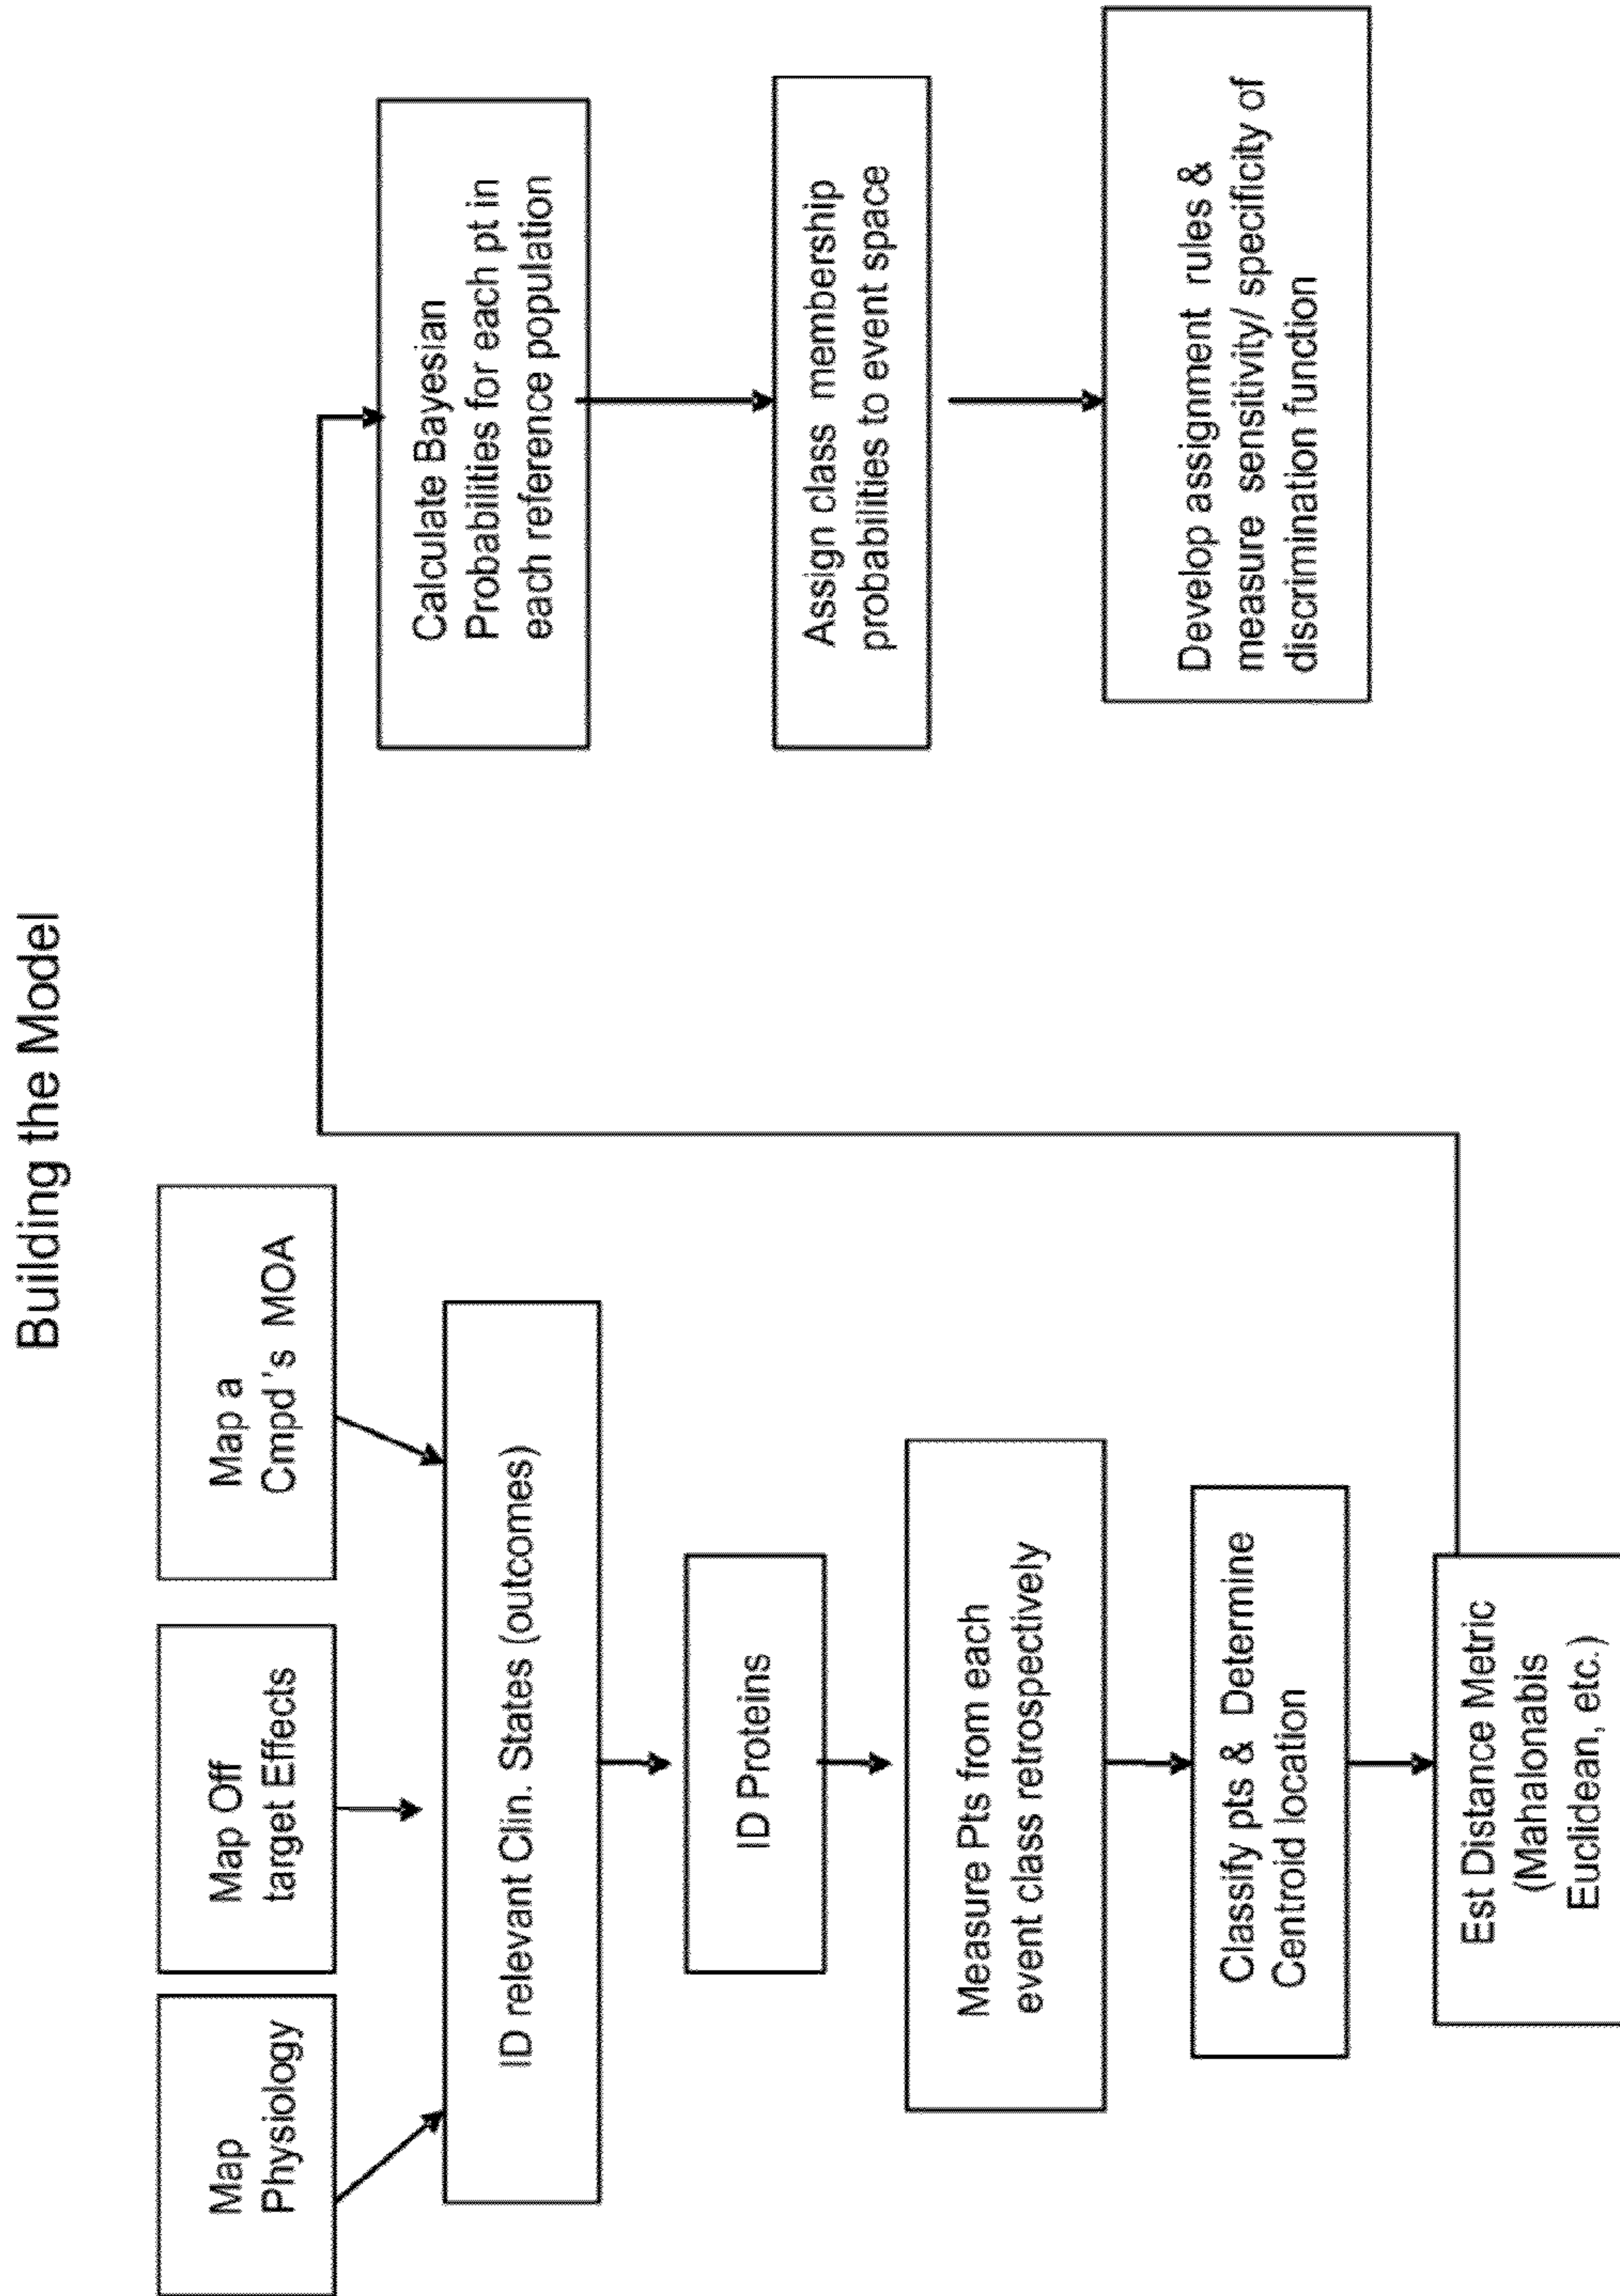 Building the Model
Map
Physiology
Map Off
target Effects
Map a
Cmpd 's MOA
ID relevant Clin. States (outcomes)
ID Proteins
Measure Pts from each
event class retrospectively
Classify pts & Determine
Centroid location
Est Distance Metric
(Mahalonabis
Euclidean, etc.)
Calculate Bayesian
Probabilities for each pt in
each reference population
Assign class membership
probabilities to event space
Develop assignment rules &
measure sensitivity/ specificity of
discrimination function